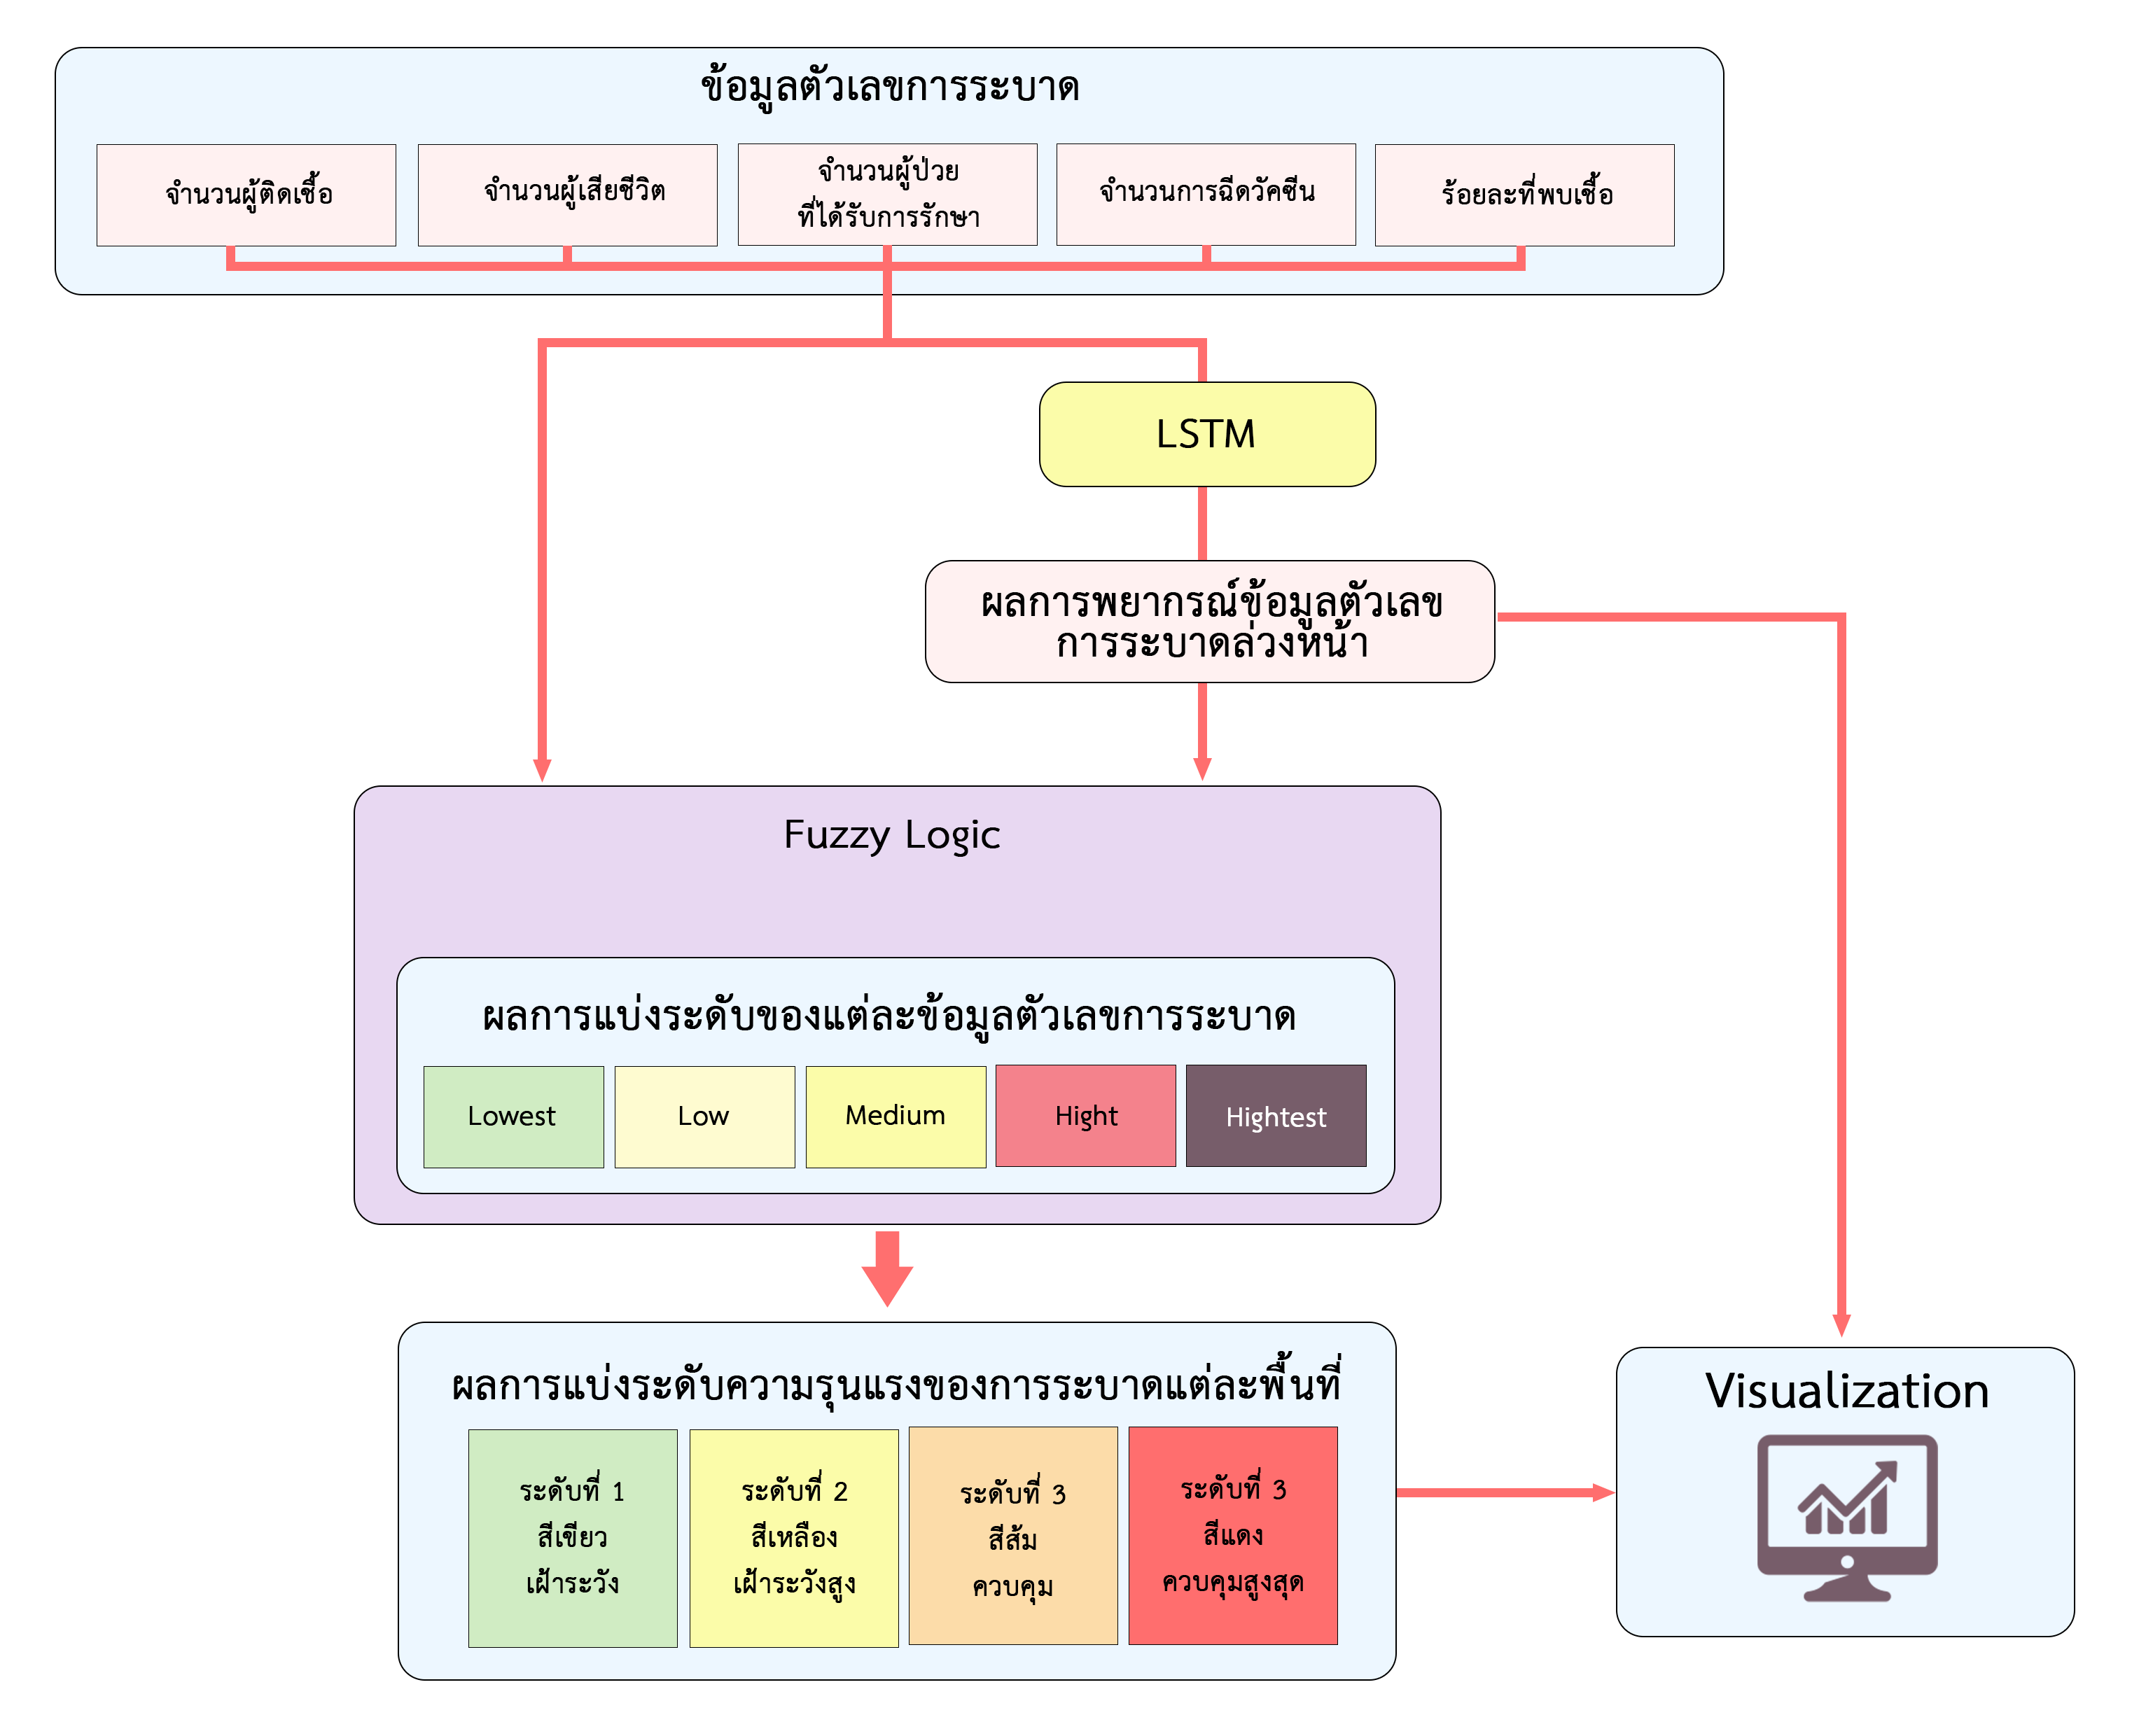 ข้อมูลตัวเลขการระบาด
จำนวนผู้ติดเชื้อ
จำนวนผู้เสียชีวิต
จำนวนผู้ป่วย
ที่ได้รับการรักษา
จำนวนการฉีดวัคซีน
ร้อยละที่พบเชื้อ
LSTM
ผลการพยากรณ์ข้อมูลตัวเลข
การระบาดล่วงหน้า
Fuzzy Logic
ผลการแบ่งระดับของแต่ละข้อมูลตัวเลขการระบาด
Lowest
Low
Medium
Hight
Hightest
ผลการแบ่งระดับความรุนแรงของการระบาดแต่ละพื้นที่
ระดับที่ 1
สีเขียว
เฝ้าระวัง
ระดับที่ 2
สีเหลือง
เฝ้าระวังสูง
ระดับที่ 3
สีส้ม
ควบคุม
ระดับที่ 3
สีแดง
ควบคุมสูงสุด
Visualization